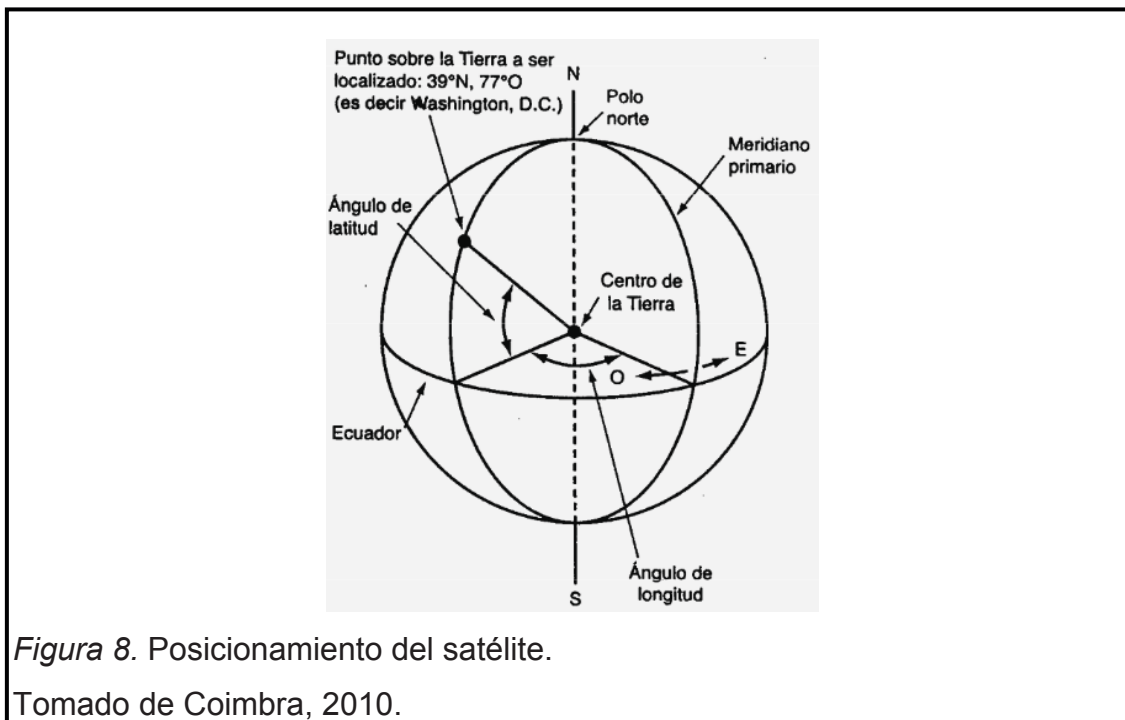 Punto sobre la Tierra a ser
localizado: 39°N, 77°O
(es decir Washington, D.C.)
N
Polo
norte
Meridiano
primario
Ángulo de
latitud
Centro de
la Tierra
E
O
Ecuador
Ángulo de
longitud
S
Figura 8. Posicionamiento del satélite.
Tomado de Coimbra, 2010.